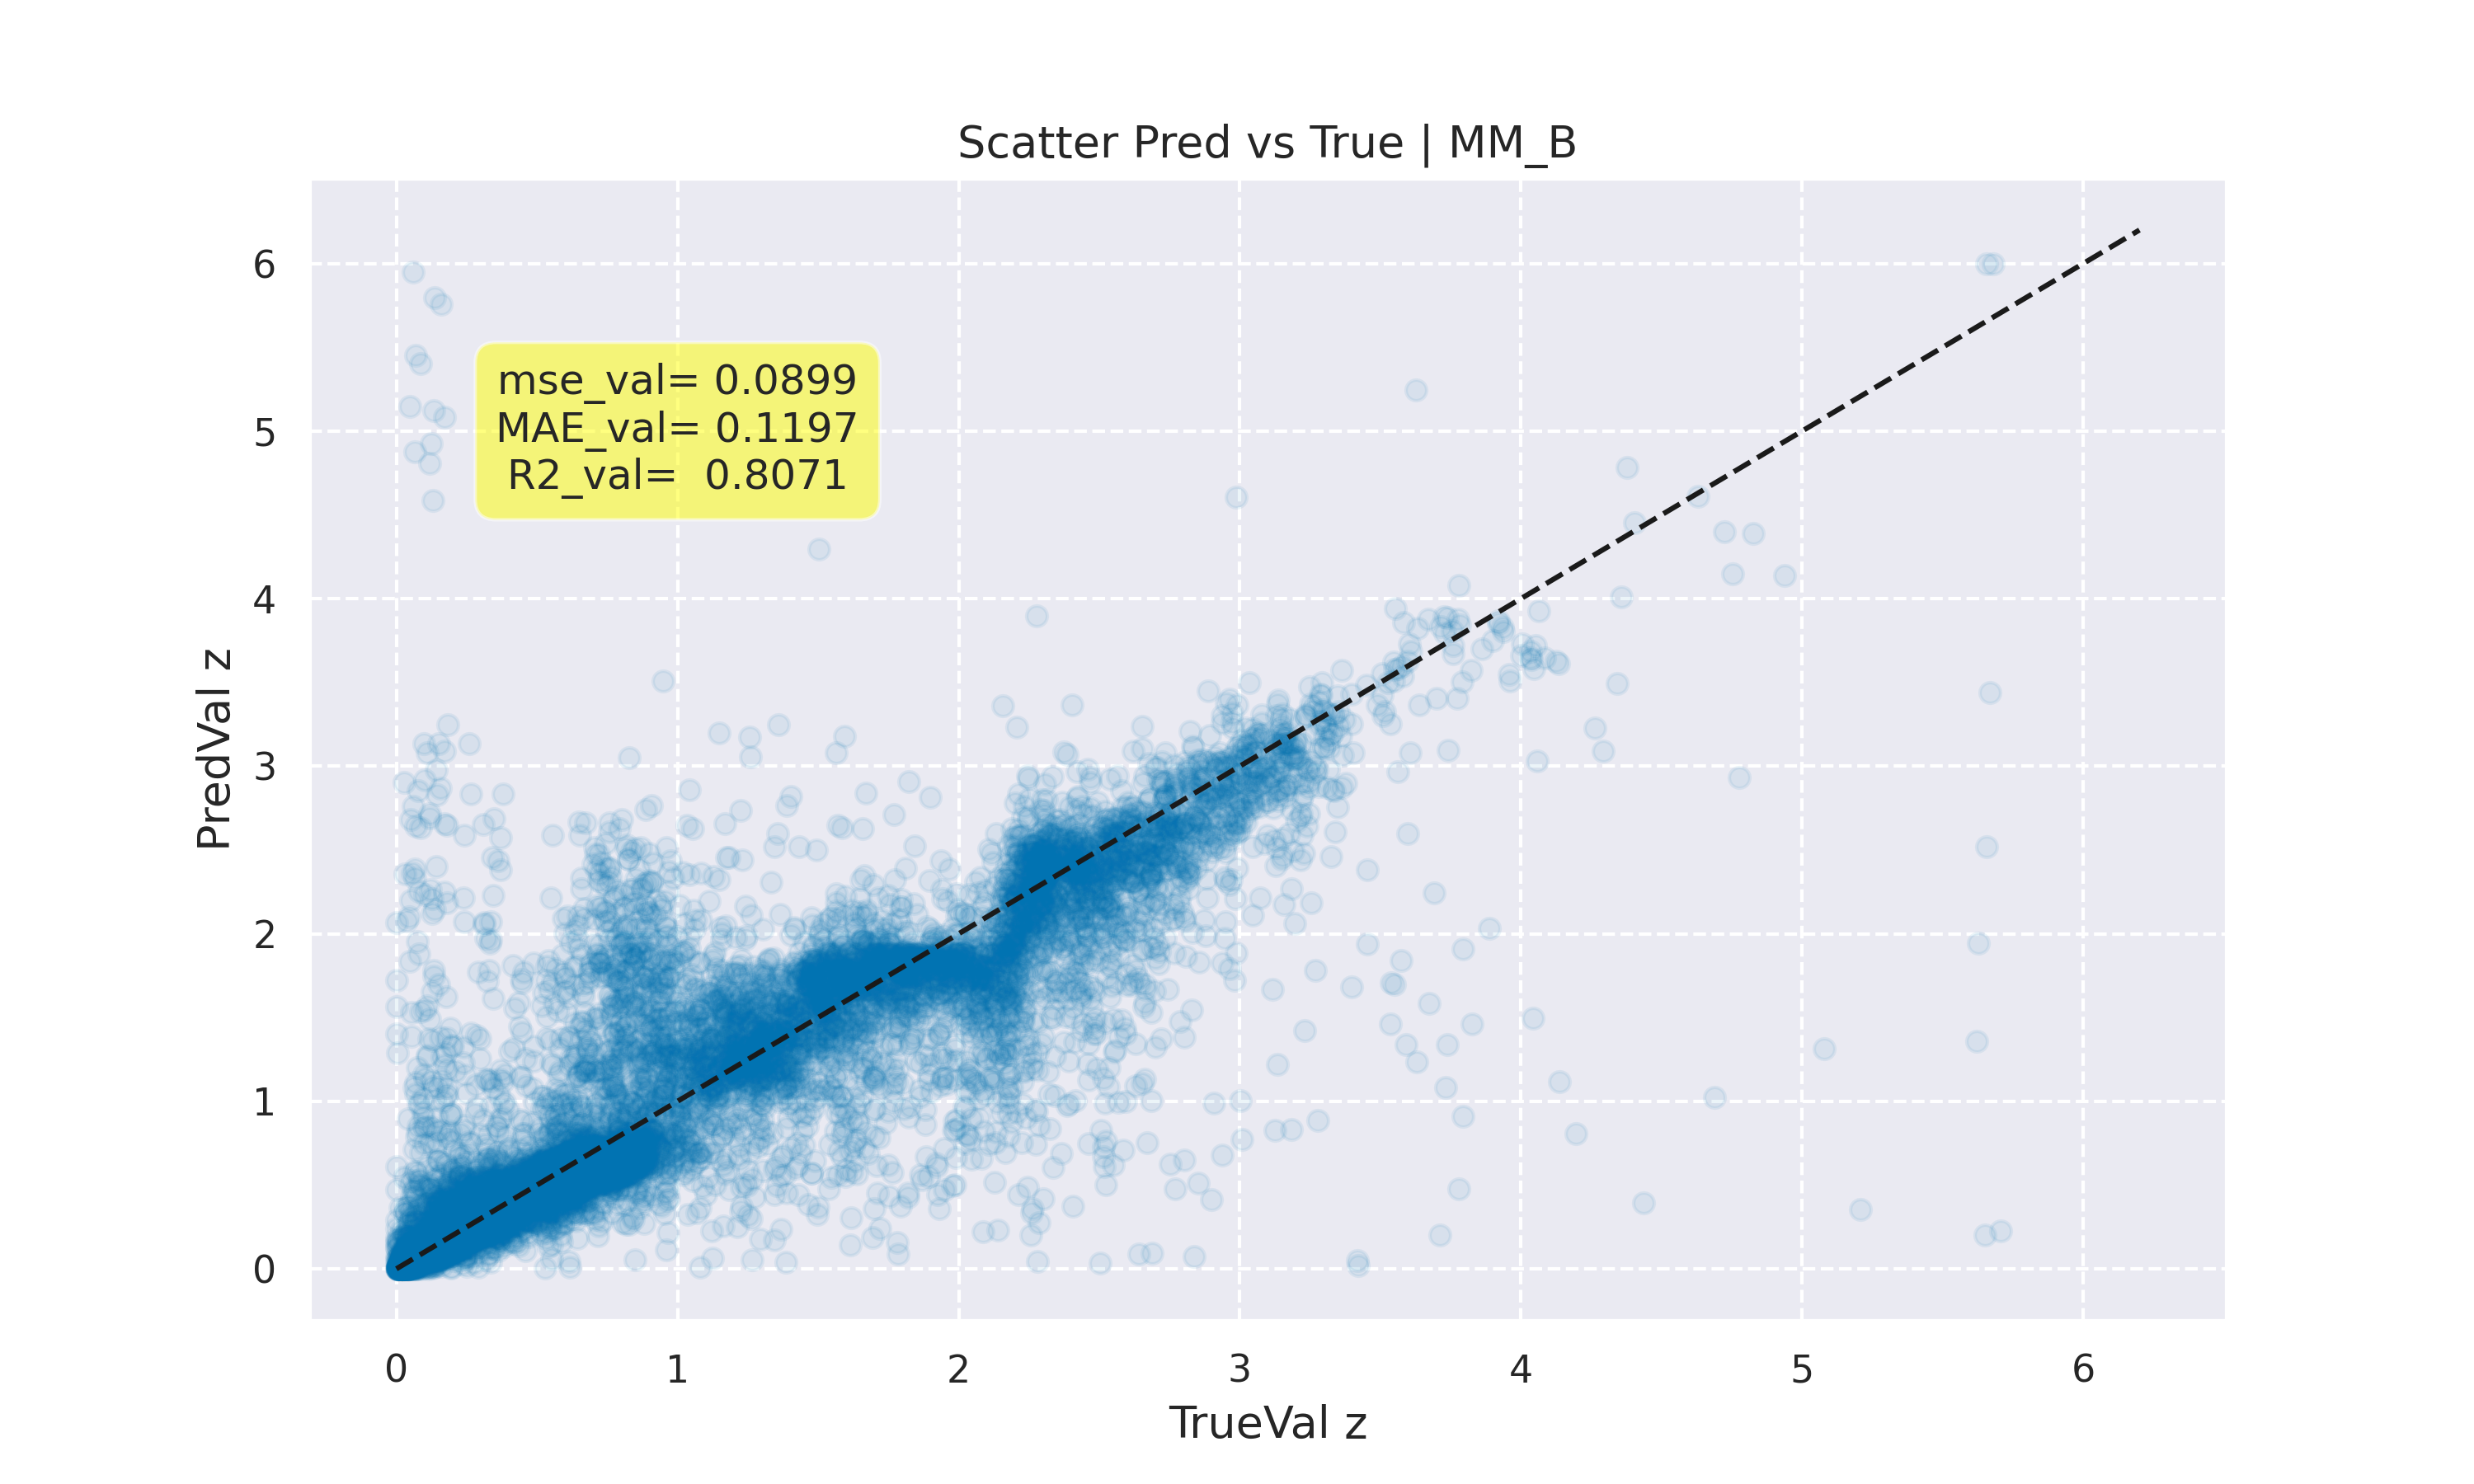 Scatter Pred vs True | MM_B
mse_val= 0.0899
MAE_val= 0.1197
R2_val=  0.8071
PredVal z
6
5
4
3
2
1
0
0 1 2 3 4 5 6
TrueVal z